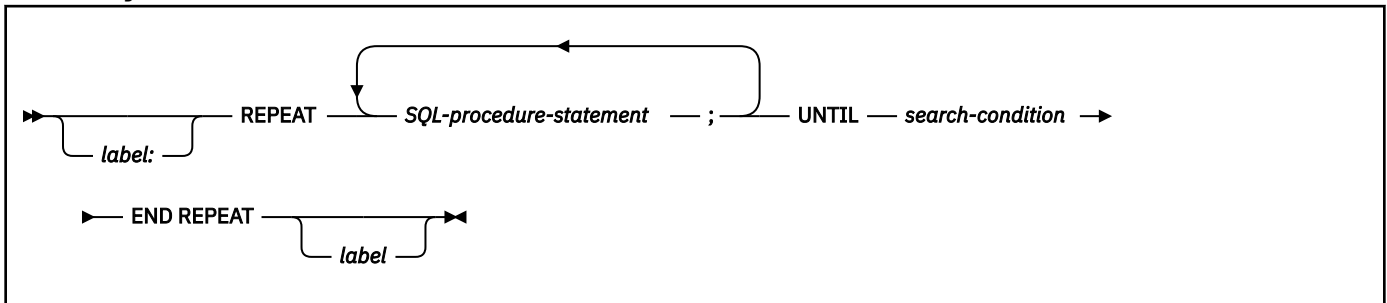 REPEAT SQL-procedure-statement ; UNTIL search-condition
label:
END REPEAT
label